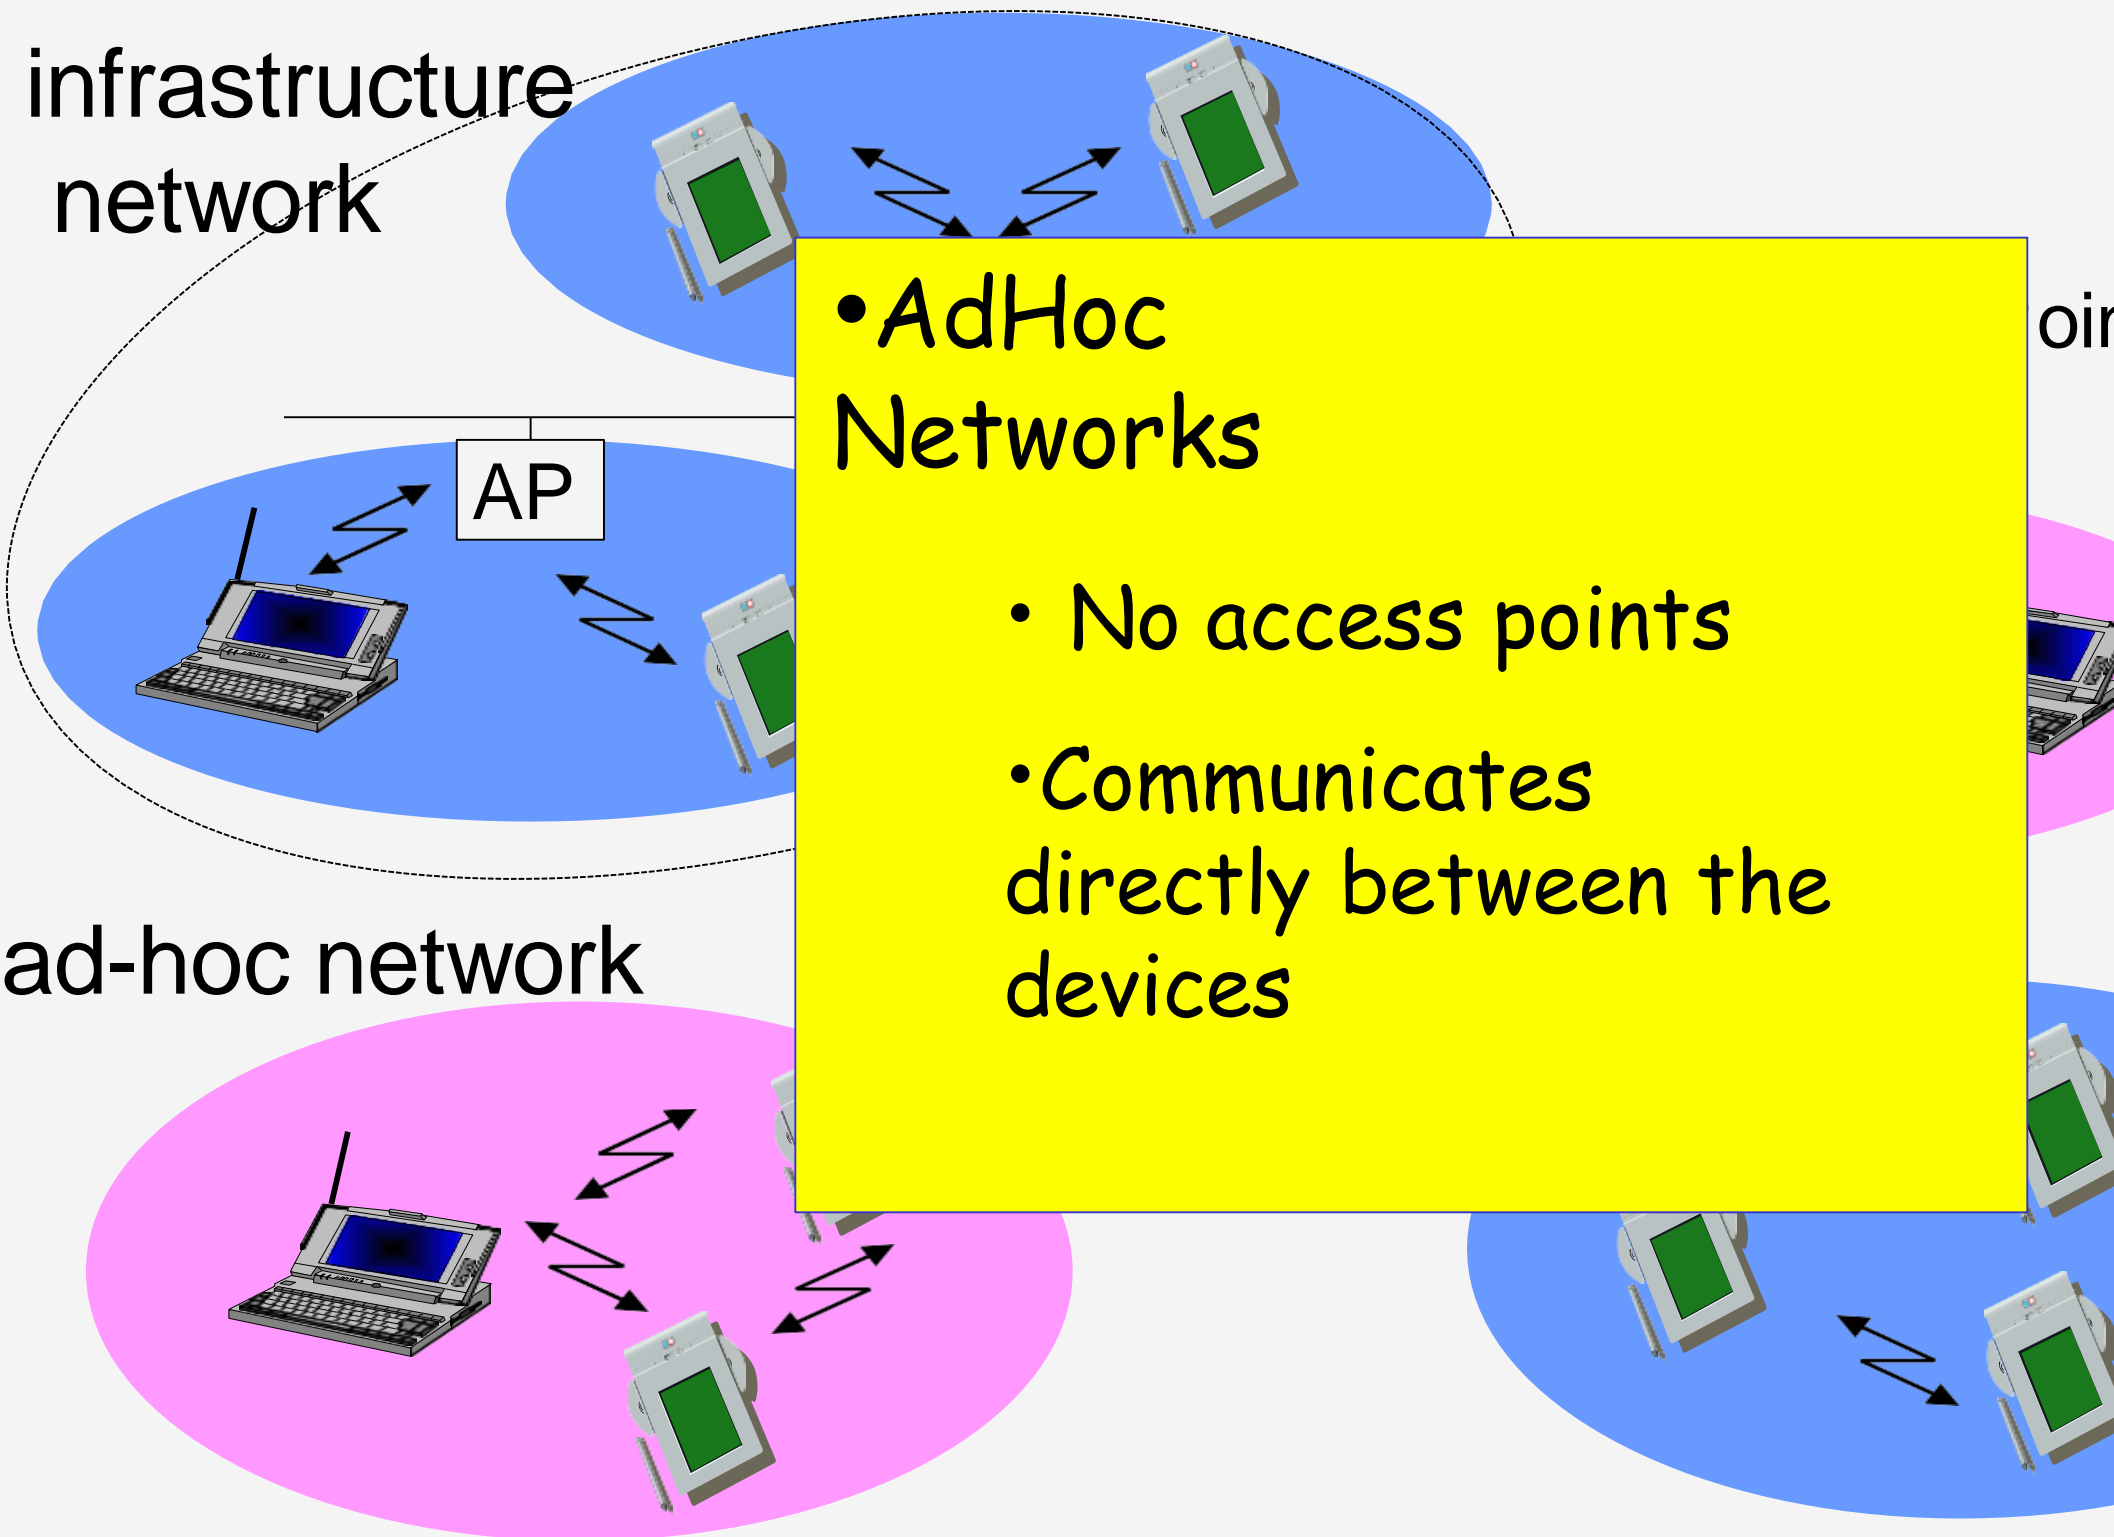 infrastructure
network
•AdHoc
Networks
AP
• No access points
•Communicates
directly between the
devices
ad-hoc network